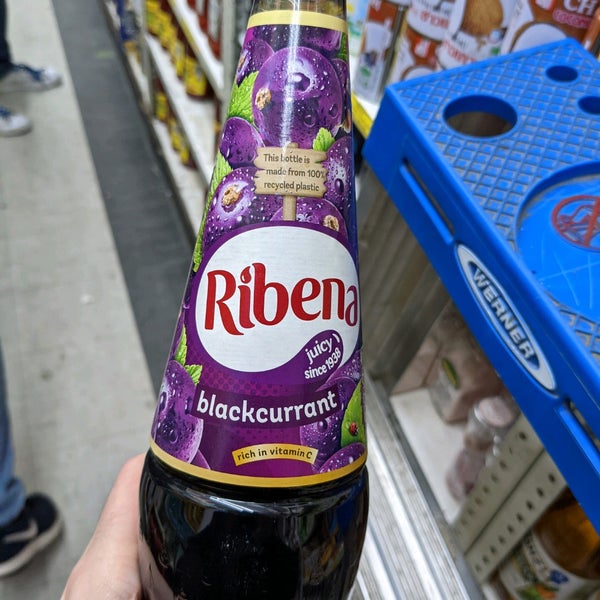 This bottle is
made from 100%
recycled plastic
Ribena
juicy
since 1938
blackcurrant
rich in vitamin C
WERNER